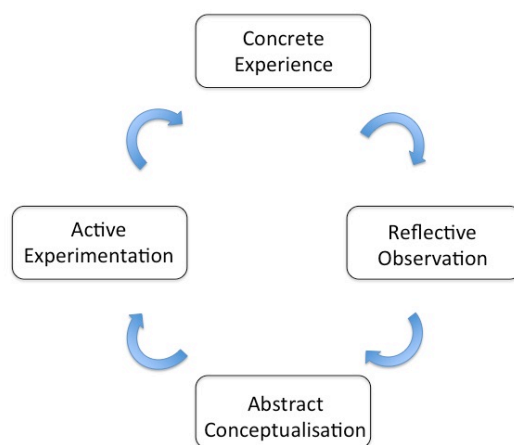 Concrete
Experience
Reflective
Observation
Abstract
Conceptualisation
Active
Experimentation